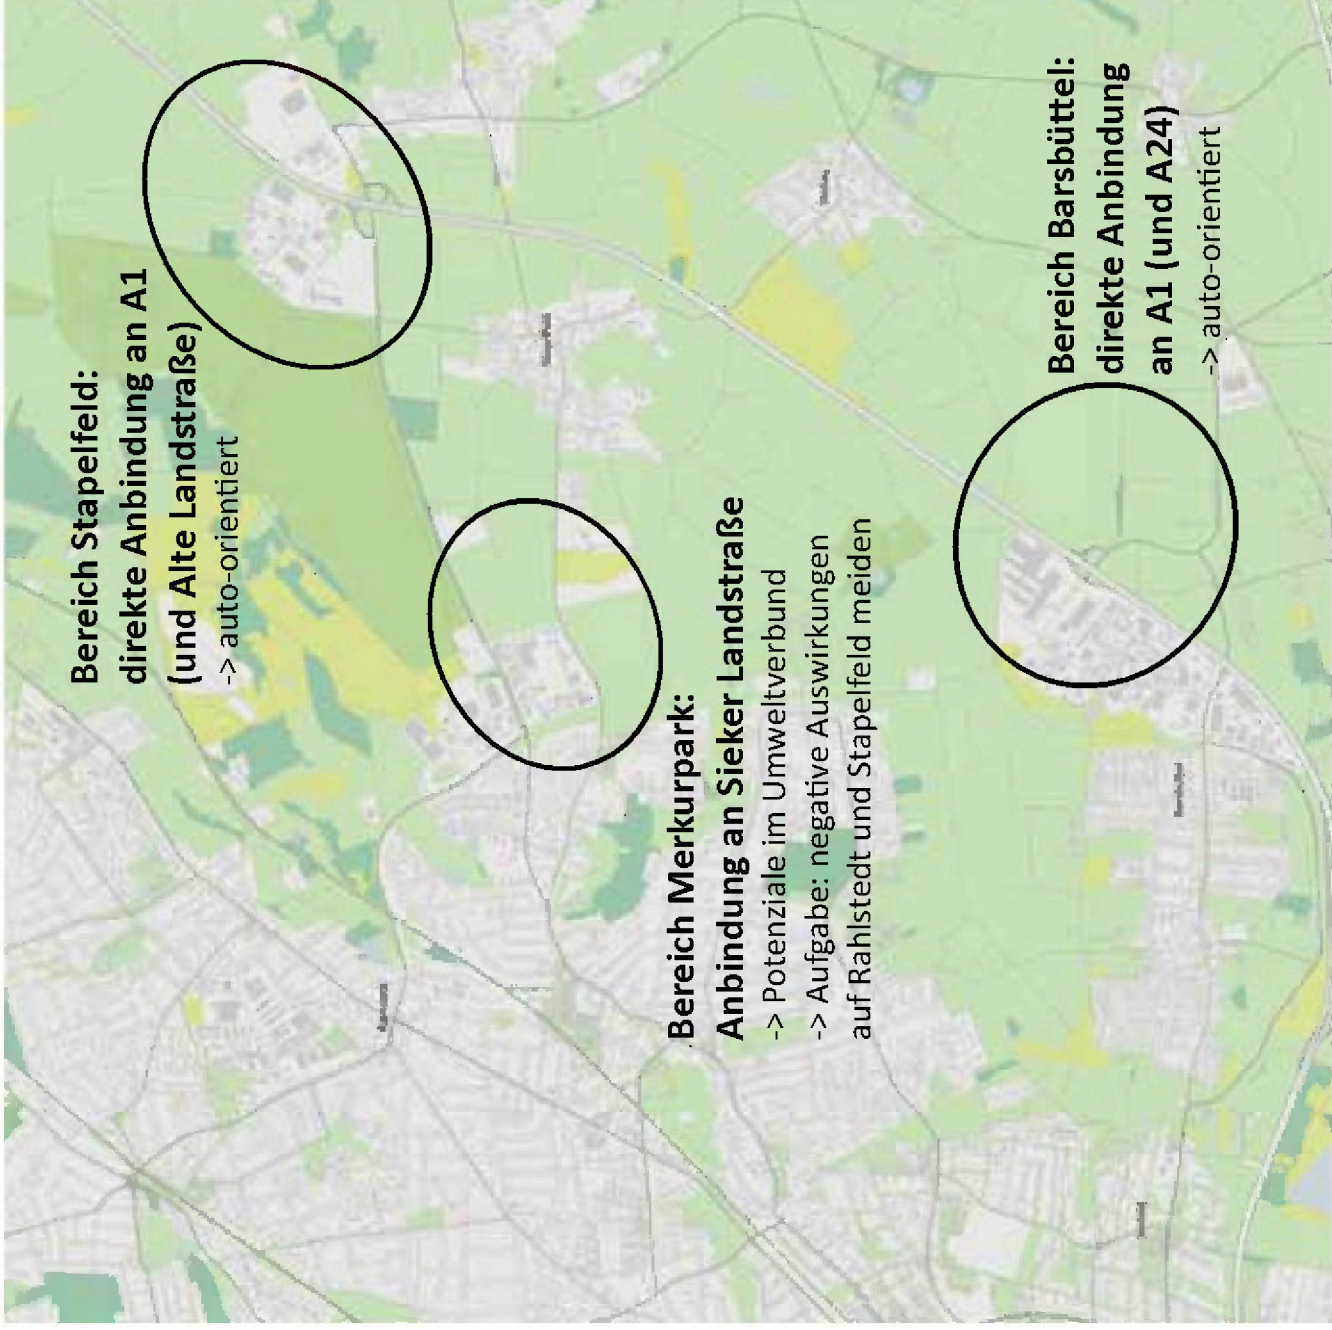 Bereich Stapelfeld:
direkte Anbindung an A1
(und Alte Landstraße)
-> auto-orientiert
Bereich Merkurpark:
Anbindung an Sieker Landstraße
-> Potenziale im Umweltverbund
-> Aufgabe: negative Auswirkungen
auf Rahlstedt und Stapelfeld meiden
Bereich Barsbüttel:
direkte Anbindung
an A1 (und A24)
-> auto-orientiert